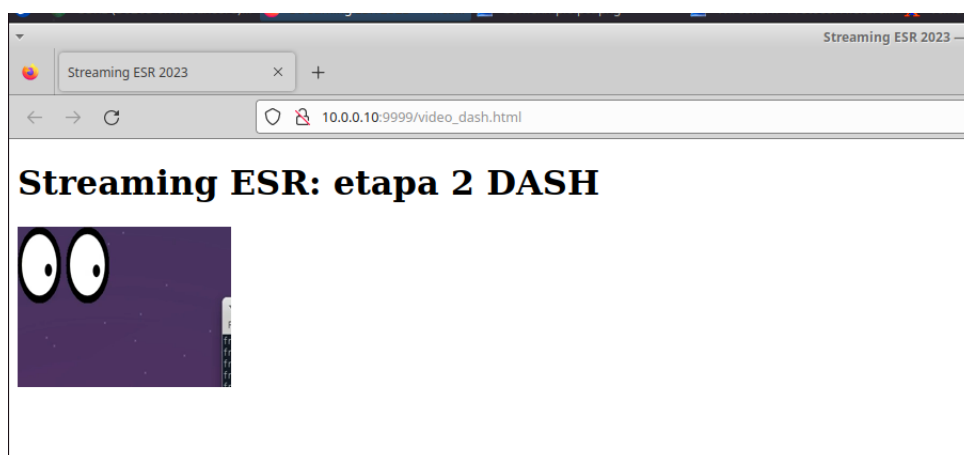 Streaming ESR 2023 —
Streaming ESR 2023
10.0.0.10:9999/video_dash.html
Streaming ESR: etapa 2 DASH